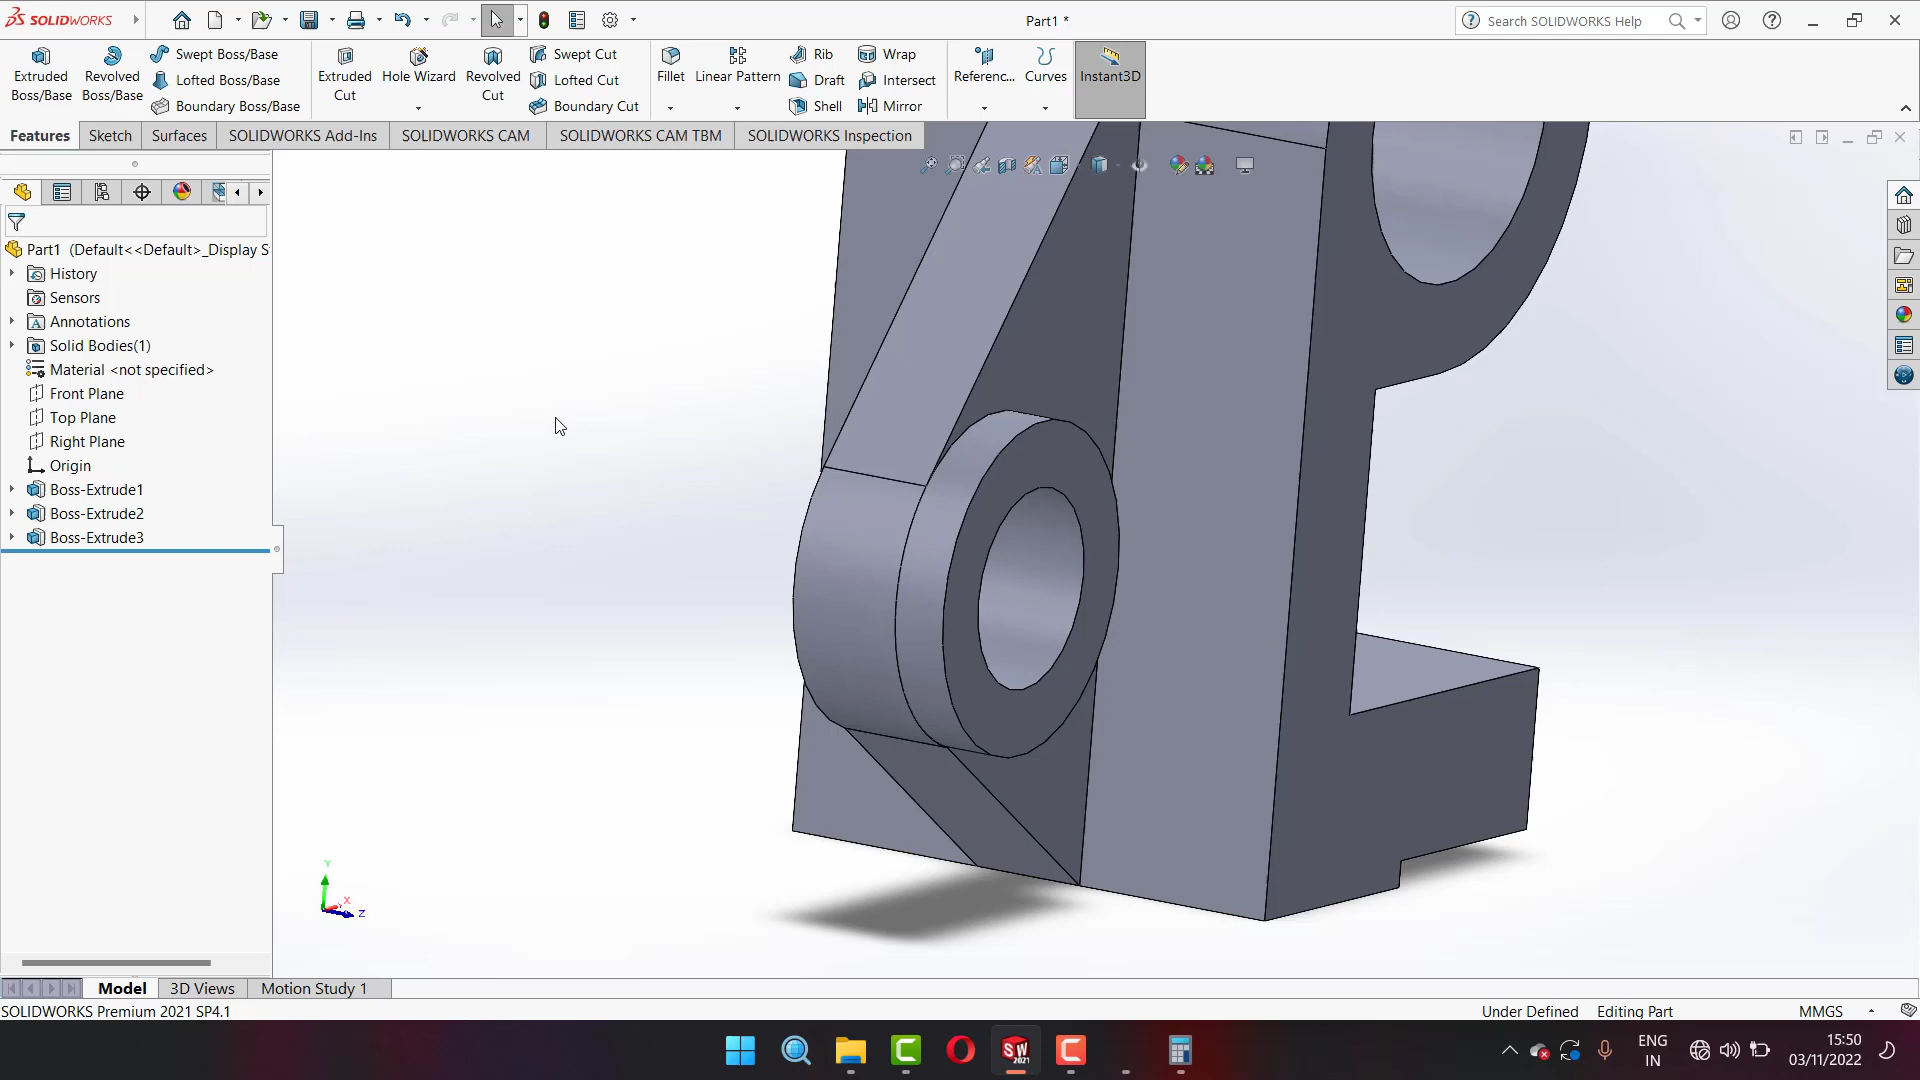 SOLIDWORKS
Part1 *
Search SOLIDWORKS Help
Extruded Boss/Base
Revolved Boss/Base
Swept Boss/Base
Lofted Boss/Base
Boundary Boss/Base
Extruded Cut
Hole Wizard
Revolved Cut
Swept Cut
Lofted Cut
Boundary Cut
Fillet
Linear Pattern
Rib
Draft
Shell
Wrap
Intersect
Mirror
Referenc...
Curves
Instant3D
Features
Sketch
Surfaces
SOLIDWORKS Add-Ins
SOLIDWORKS CAM
SOLIDWORKS CAM TBM
SOLIDWORKS Inspection
Part1 (Default<<Default>_Display S
History
Sensors
Annotations
Solid Bodies(1)
Material <not specified>
Front Plane
Top Plane
Right Plane
Origin
Boss-Extrude1
Boss-Extrude2
Boss-Extrude3
Y
X
Z
Model
3D Views
Motion Study 1
SOLIDWORKS Premium 2021 SP4.1
Under Defined
Editing Part
MMGS
SW
2021
ENG
IN
15:50
03/11/2022